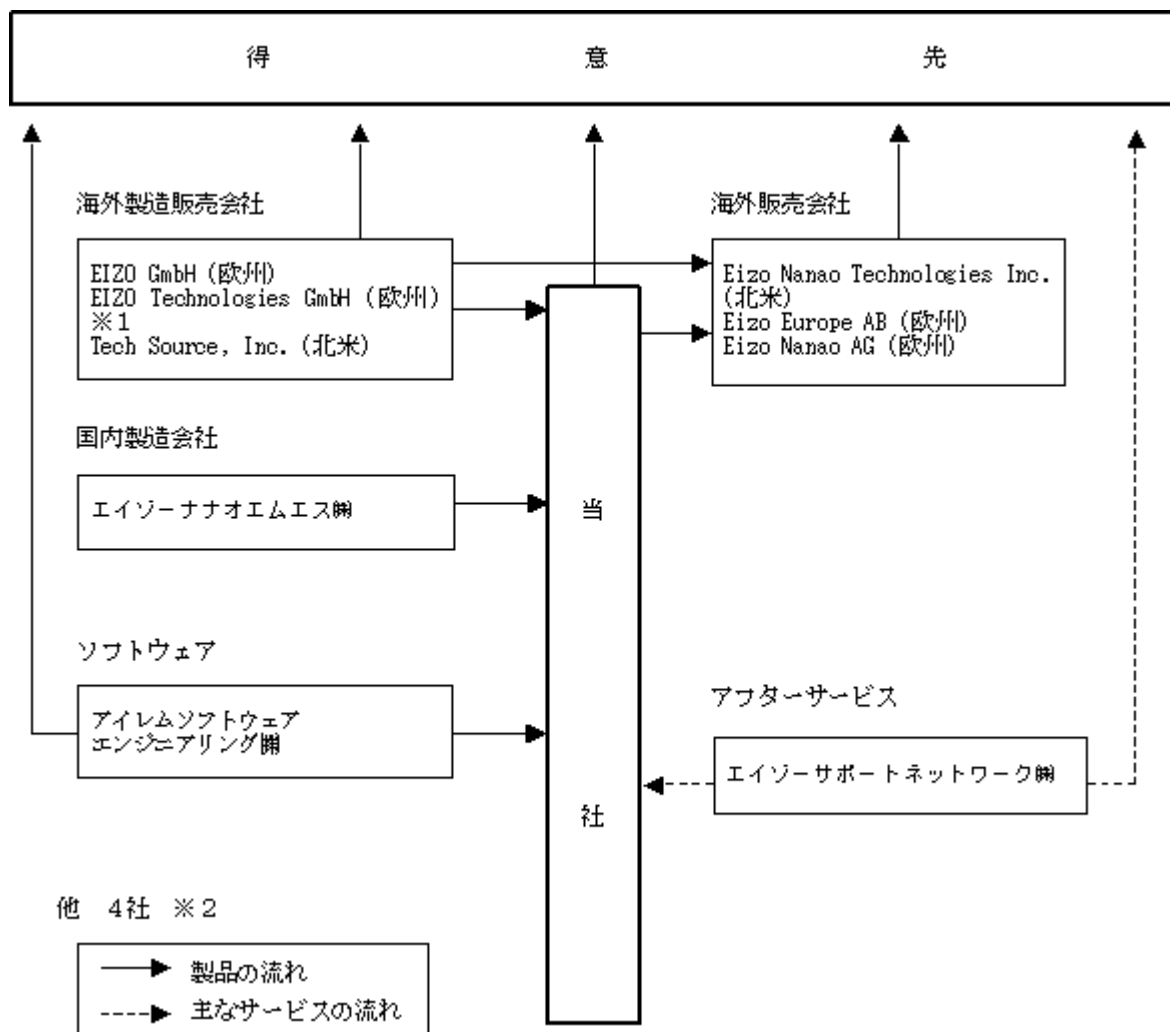 得意先
海外製造販売会社
EIZO GmbH (欧州)
EIZO Technologies GmbH (欧州)
※1
Tech Source, Inc. (北米)
海外販売会社
Eizo Nanao Technologies Inc.
(北米)
Eizo Europe AB (欧州)
Eizo Nanao AG (欧州)
国内製造会社
エイゾーナナオエムエス㈱
当社
ソフトウェア
アイレムソフトウェア
エンジニアリング㈱
アフターサービス
エイゾーサポートネットワーク㈱
他 4社 ※2
製品の流れ
主なサービスの流れ